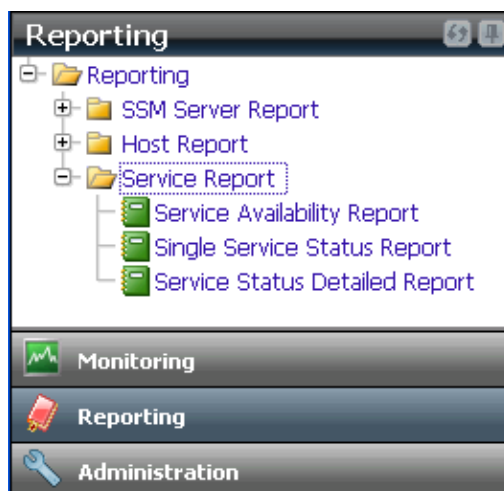 Reporting
Reporting
SSM Server Report
Host Report
Service Report
Service Availability Report
Single Service Status Report
Service Status Detailed Report
Monitoring
Reporting
Administration